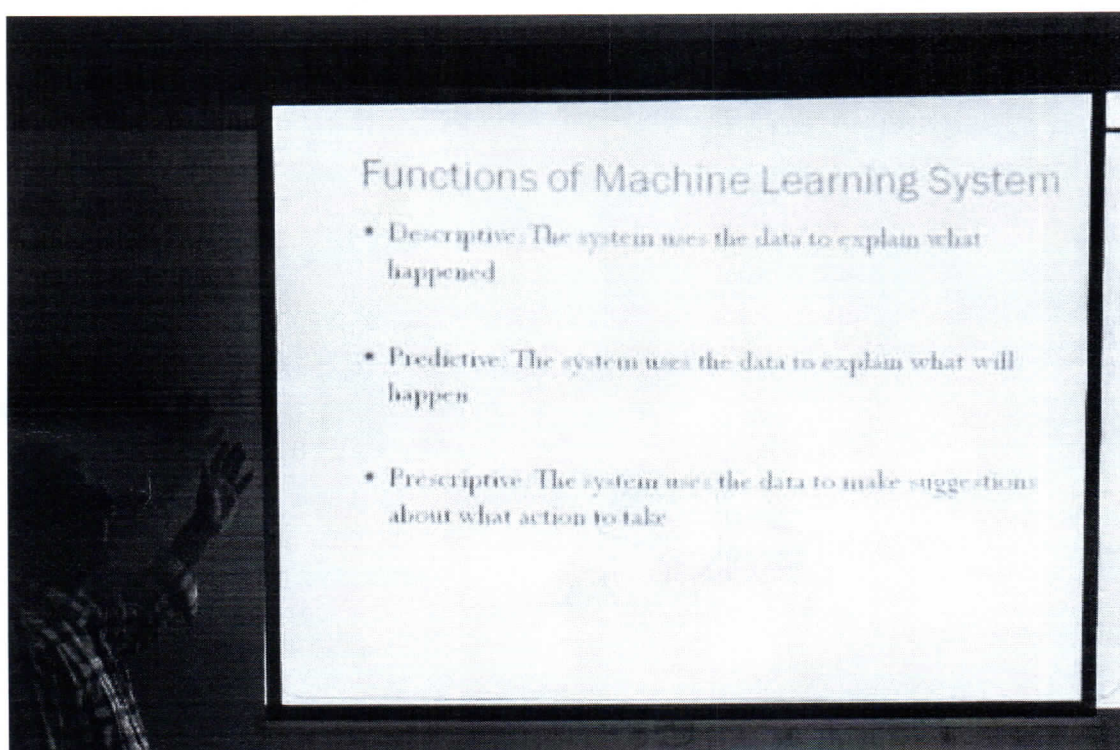 Functions of Machine Learning System
• Descriptive: The system uses the data to explain what
happened
• Predictive: The system uses the data to explain what will
happen
• Prescriptive: The system uses the data to make suggestions
about what action to take